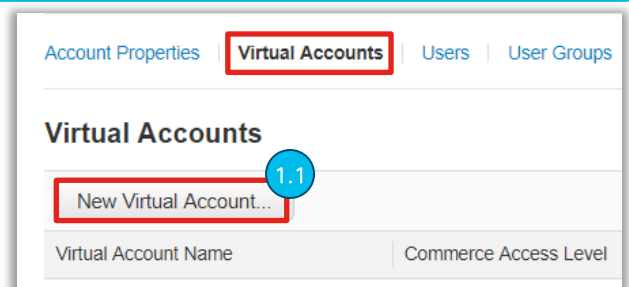 Account Properties Virtual Accounts Users User Groups
Virtual Accounts
1.1
New Virtual Account...
Virtual Account Name Commerce Access Level